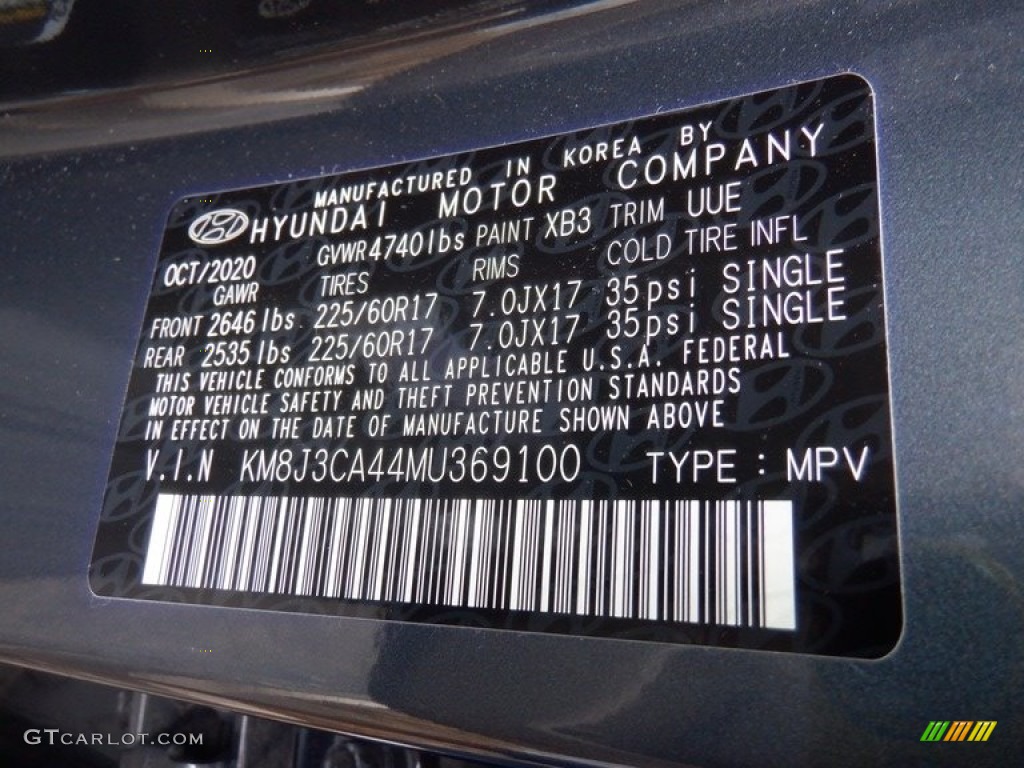 MANUFACTURED IN KOREA BY
HYUNDAI MOTOR COMPANY
OCT/2020 GVWR 4740 lbs PAINT XB3 TRIM UUE
GAWR TIRES RIMS COLD TIRE INFL
FRONT 2646 lbs 225/60R17 7.0JX17 35psi SINGLE
REAR 2535 lbs 225/60R17 7.0JX17 35psi SINGLE
THIS VEHICLE CONFORMS TO ALL APPLICABLE U.S.A. FEDERAL
MOTOR VEHICLE SAFETY AND THEFT PREVENTION STANDARDS
IN EFFECT ON THE DATE OF MANUFACTURE SHOWN ABOVE
V.I.N KM8J3CA44MU369100 TYPE : MPV
GTCARLOT.COM